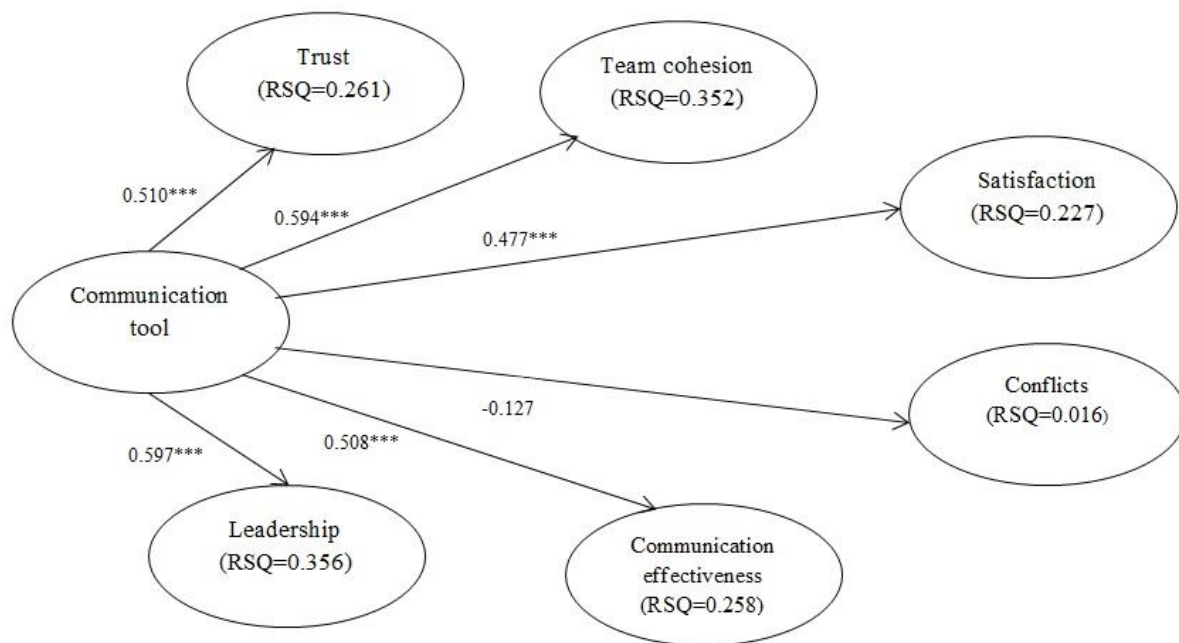 Trust
(RSQ=0.261)
Team cohesion
(RSQ=0.352)
Satisfaction
(RSQ=0.227)
0.510***
0.594***
0.477***
Communication
tool
Conflicts
(RSQ=0.016)
-0.127
0.508***
0.597***
Leadership
(RSQ=0.356)
Communication
effectiveness
(RSQ=0.258)